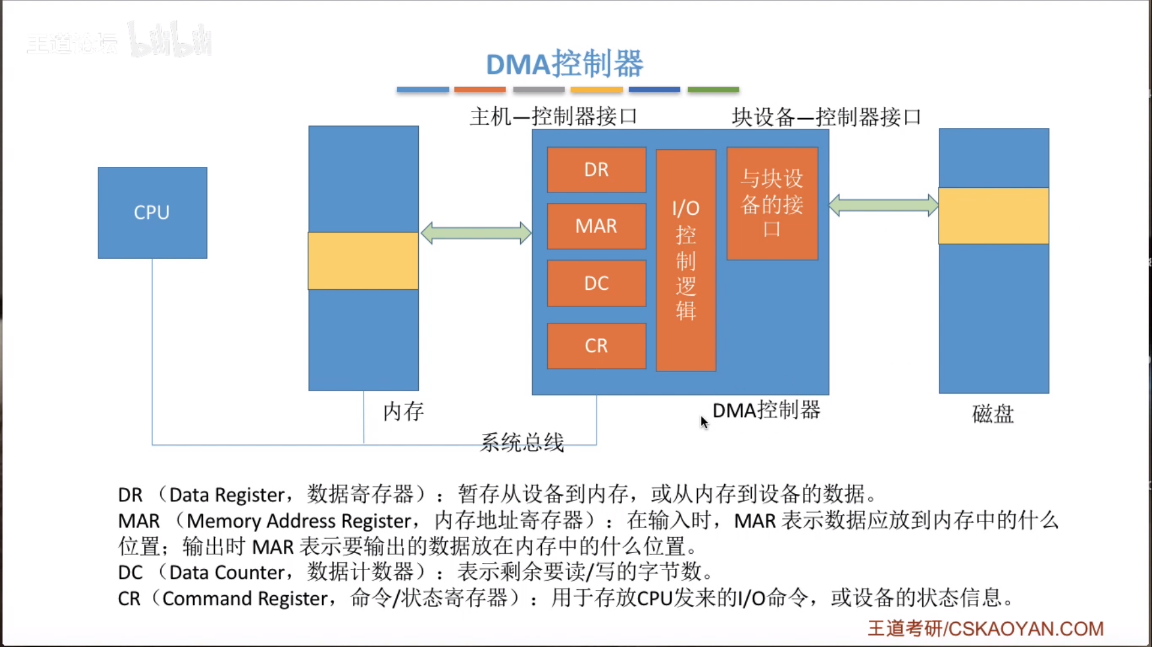 王道论坛 bilibili
DMA控制器
主机—控制器接口
块设备—控制器接口
CPU
DR
MAR
DC
CR
I/O
控
制
逻
辑
与块设
备的接
口
内存
DMA控制器
磁盘
系统总线
DR （Data Register，数据寄存器）：暂存从设备到内存，或从内存到设备的数据。
MAR （Memory Address Register，内存地址寄存器）：在输入时，MAR 表示数据应放到内存中的什么
位置；输出时 MAR 表示要输出的数据放在内存中的什么位置。
DC （Data Counter，数据计数器）：表示剩余要读/写的字节数。
CR（Command Register，命令/状态寄存器）：用于存放CPU发来的I/O命令，或设备的状态信息。
王道考研/CSKAOYAN.COM